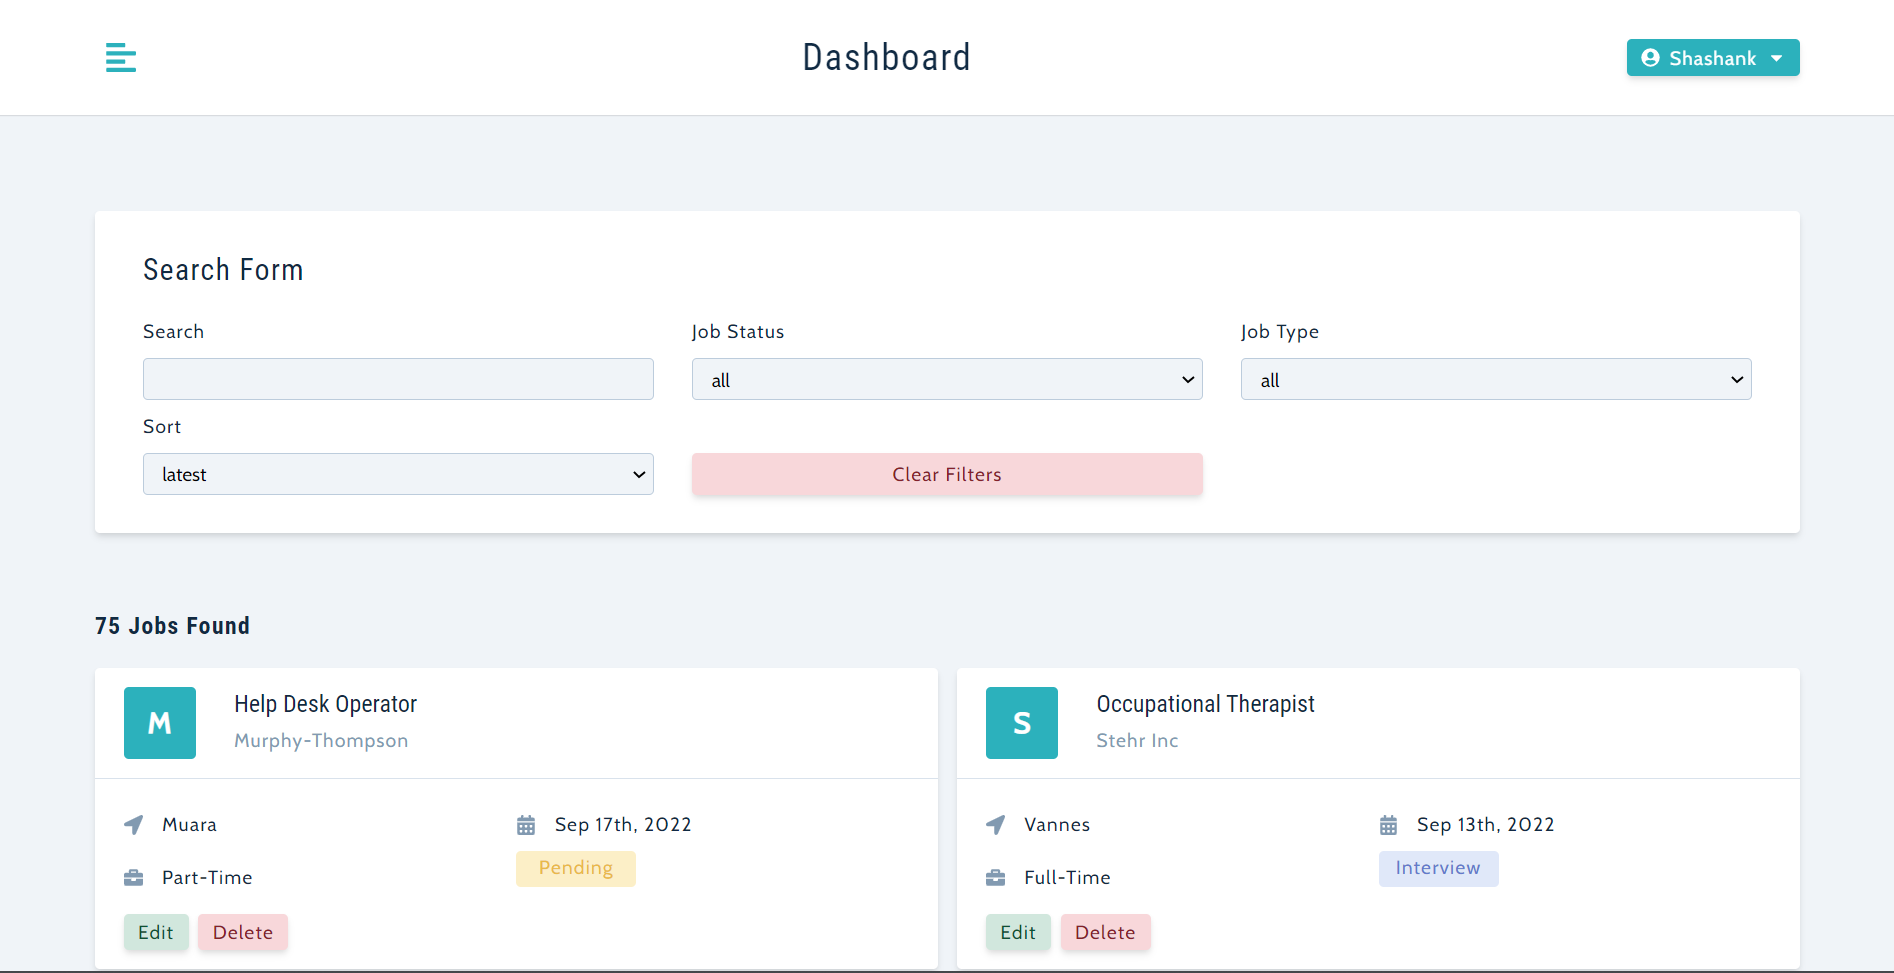 Dashboard
Shashank
Search Form
Search
Job Status
Job Type
all
all
Sort
latest
Clear Filters
75 Jobs Found
M
Help Desk Operator
Murphy-Thompson
Muara
Sep 17th, 2022
Part-Time
Pending
Edit
Delete
S
Occupational Therapist
Stehr Inc
Vannes
Sep 13th, 2022
Full-Time
Interview
Edit
Delete